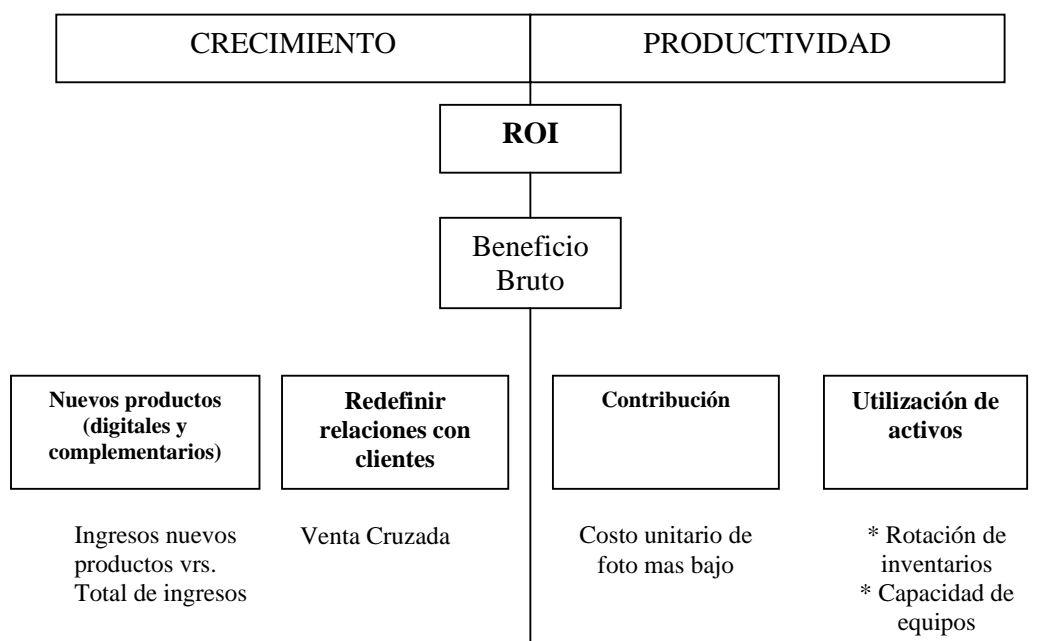 CRECIMIENTO
PRODUCTIVIDAD
ROI
Beneficio
Bruto
Nuevos productos
(digitales y
complementarios)
Redefinir
relaciones con
clientes
Contribución
Utilización de
activos
Ingresos nuevos
productos vrs.
Total de ingresos
Venta Cruzada
Costo unitario de
foto mas bajo
* Rotación de
inventarios
* Capacidad de
equipos